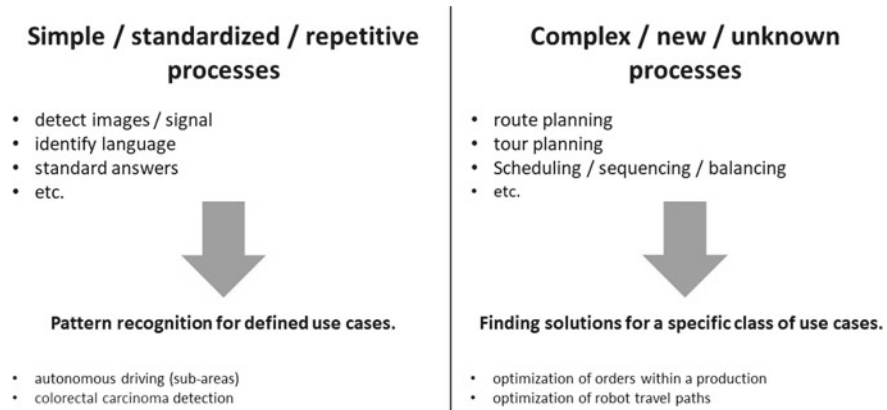 Simple / standardized / repetitive
processes
• detect images / signal
• identify language
• standard answers
• etc.
Pattern recognition for defined use cases.
• autonomous driving (sub-areas)
• colorectal carcinoma detection
Complex / new / unknown
processes
• route planning
• tour planning
• Scheduling / sequencing / balancing
• etc.
Finding solutions for a specific class of use cases.
• optimization of orders within a production
• optimization of robot travel paths